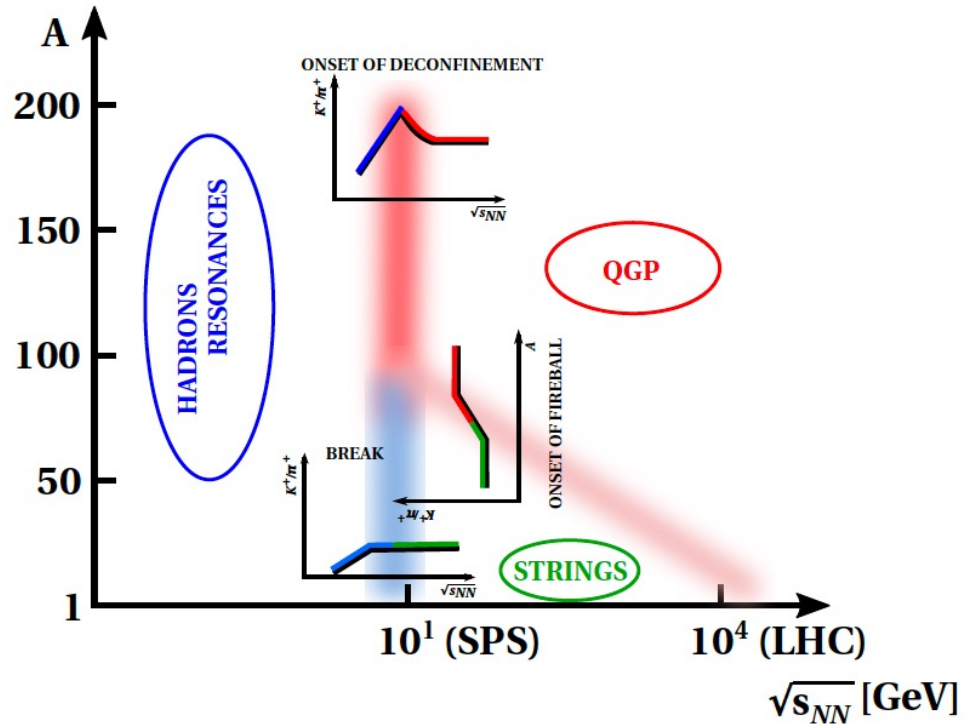 A
ONSET OF DECONFINEMENT
K⁺/π⁺
√sNN
200
150
100
50
1
HADRONS
RESONANCES
QGP
A
ONSET OF FIREBALL
K⁺/π⁺
BREAK
K⁺/π⁺
√sNN
STRINGS
10¹ (SPS)
10⁴ (LHC)
√sNN [GeV]